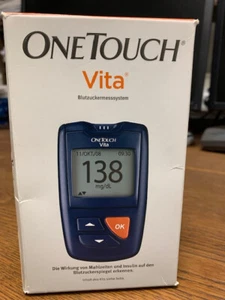 ONETOUCH®
Vita®
Blutzuckermesssystem
ONETOUCH®
Vita
138
mg/dL
OK
Die Wirkung von Mahlzeiten und Insulin auf den
Blutzuckerspiegel erkennen.